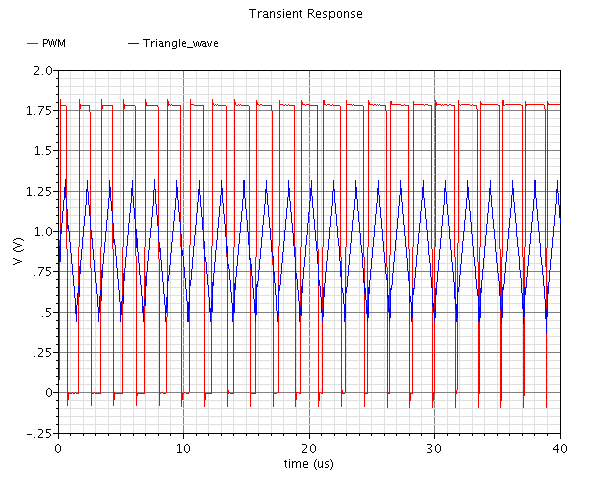 Transient Response
— PWM — Triangle_wave
2.0
1.75
1.5
1.25
1.0
.75
.5
.25
0
-.25
V (V)
0 10 20 30 40
time (us)